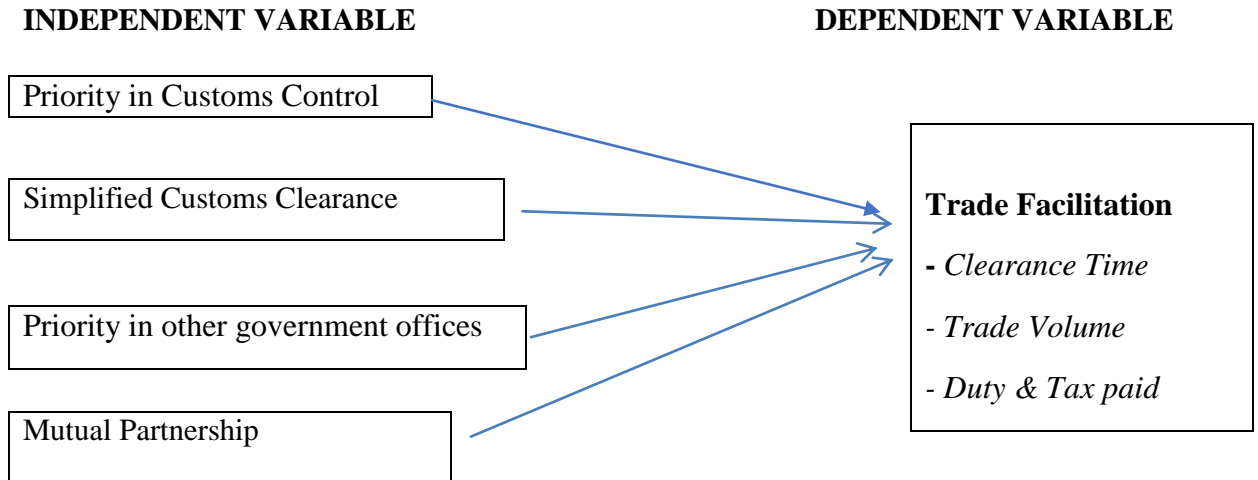 INDEPENDENT VARIABLE
DEPENDENT VARIABLE
Priority in Customs Control
Simplified Customs Clearance
Priority in other government offices
Mutual Partnership
Trade Facilitation
- Clearance Time
- Trade Volume
- Duty & Tax paid